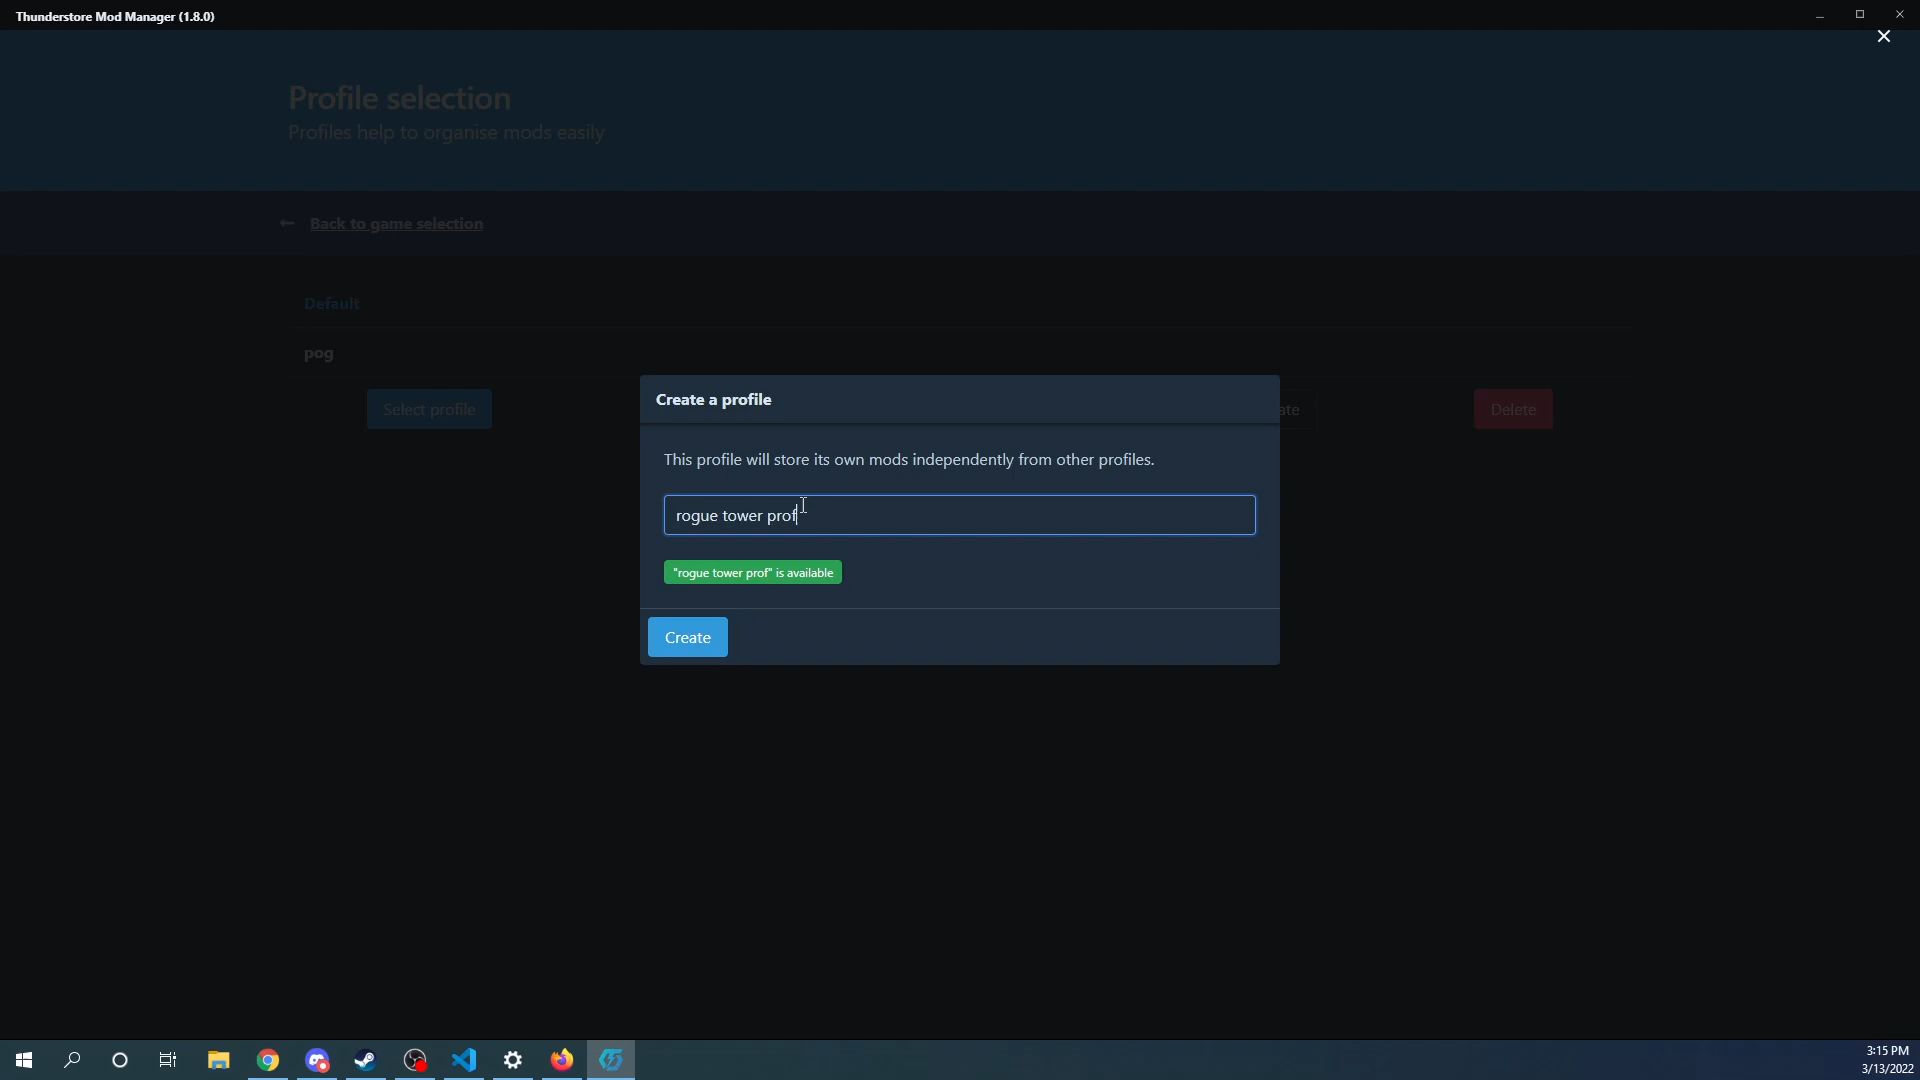 Thunderstore Mod Manager (1.8.0)
Profile selection
Profiles help to organise mods easily
Back to game selection
Default
pog
Select profile
ate
Delete
Create a profile
This profile will store its own mods independently from other profiles.
rogue tower prof
"rogue tower prof" is available
Create
3:15 PM
3/13/2022